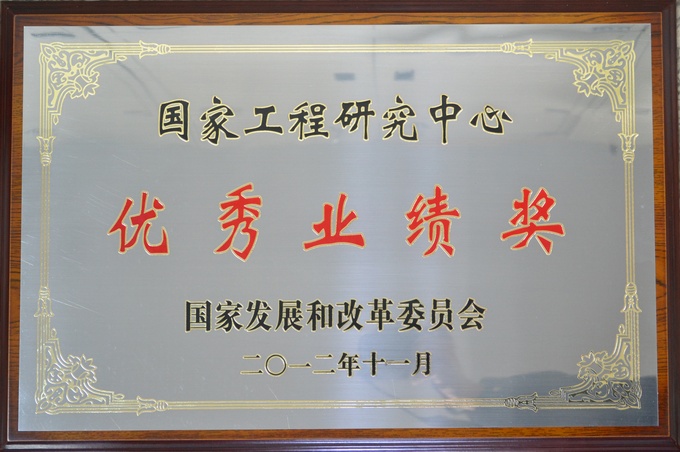 国家工程研究中心
优秀业绩奖
国家发展和改革委员会
二〇一二年十一月